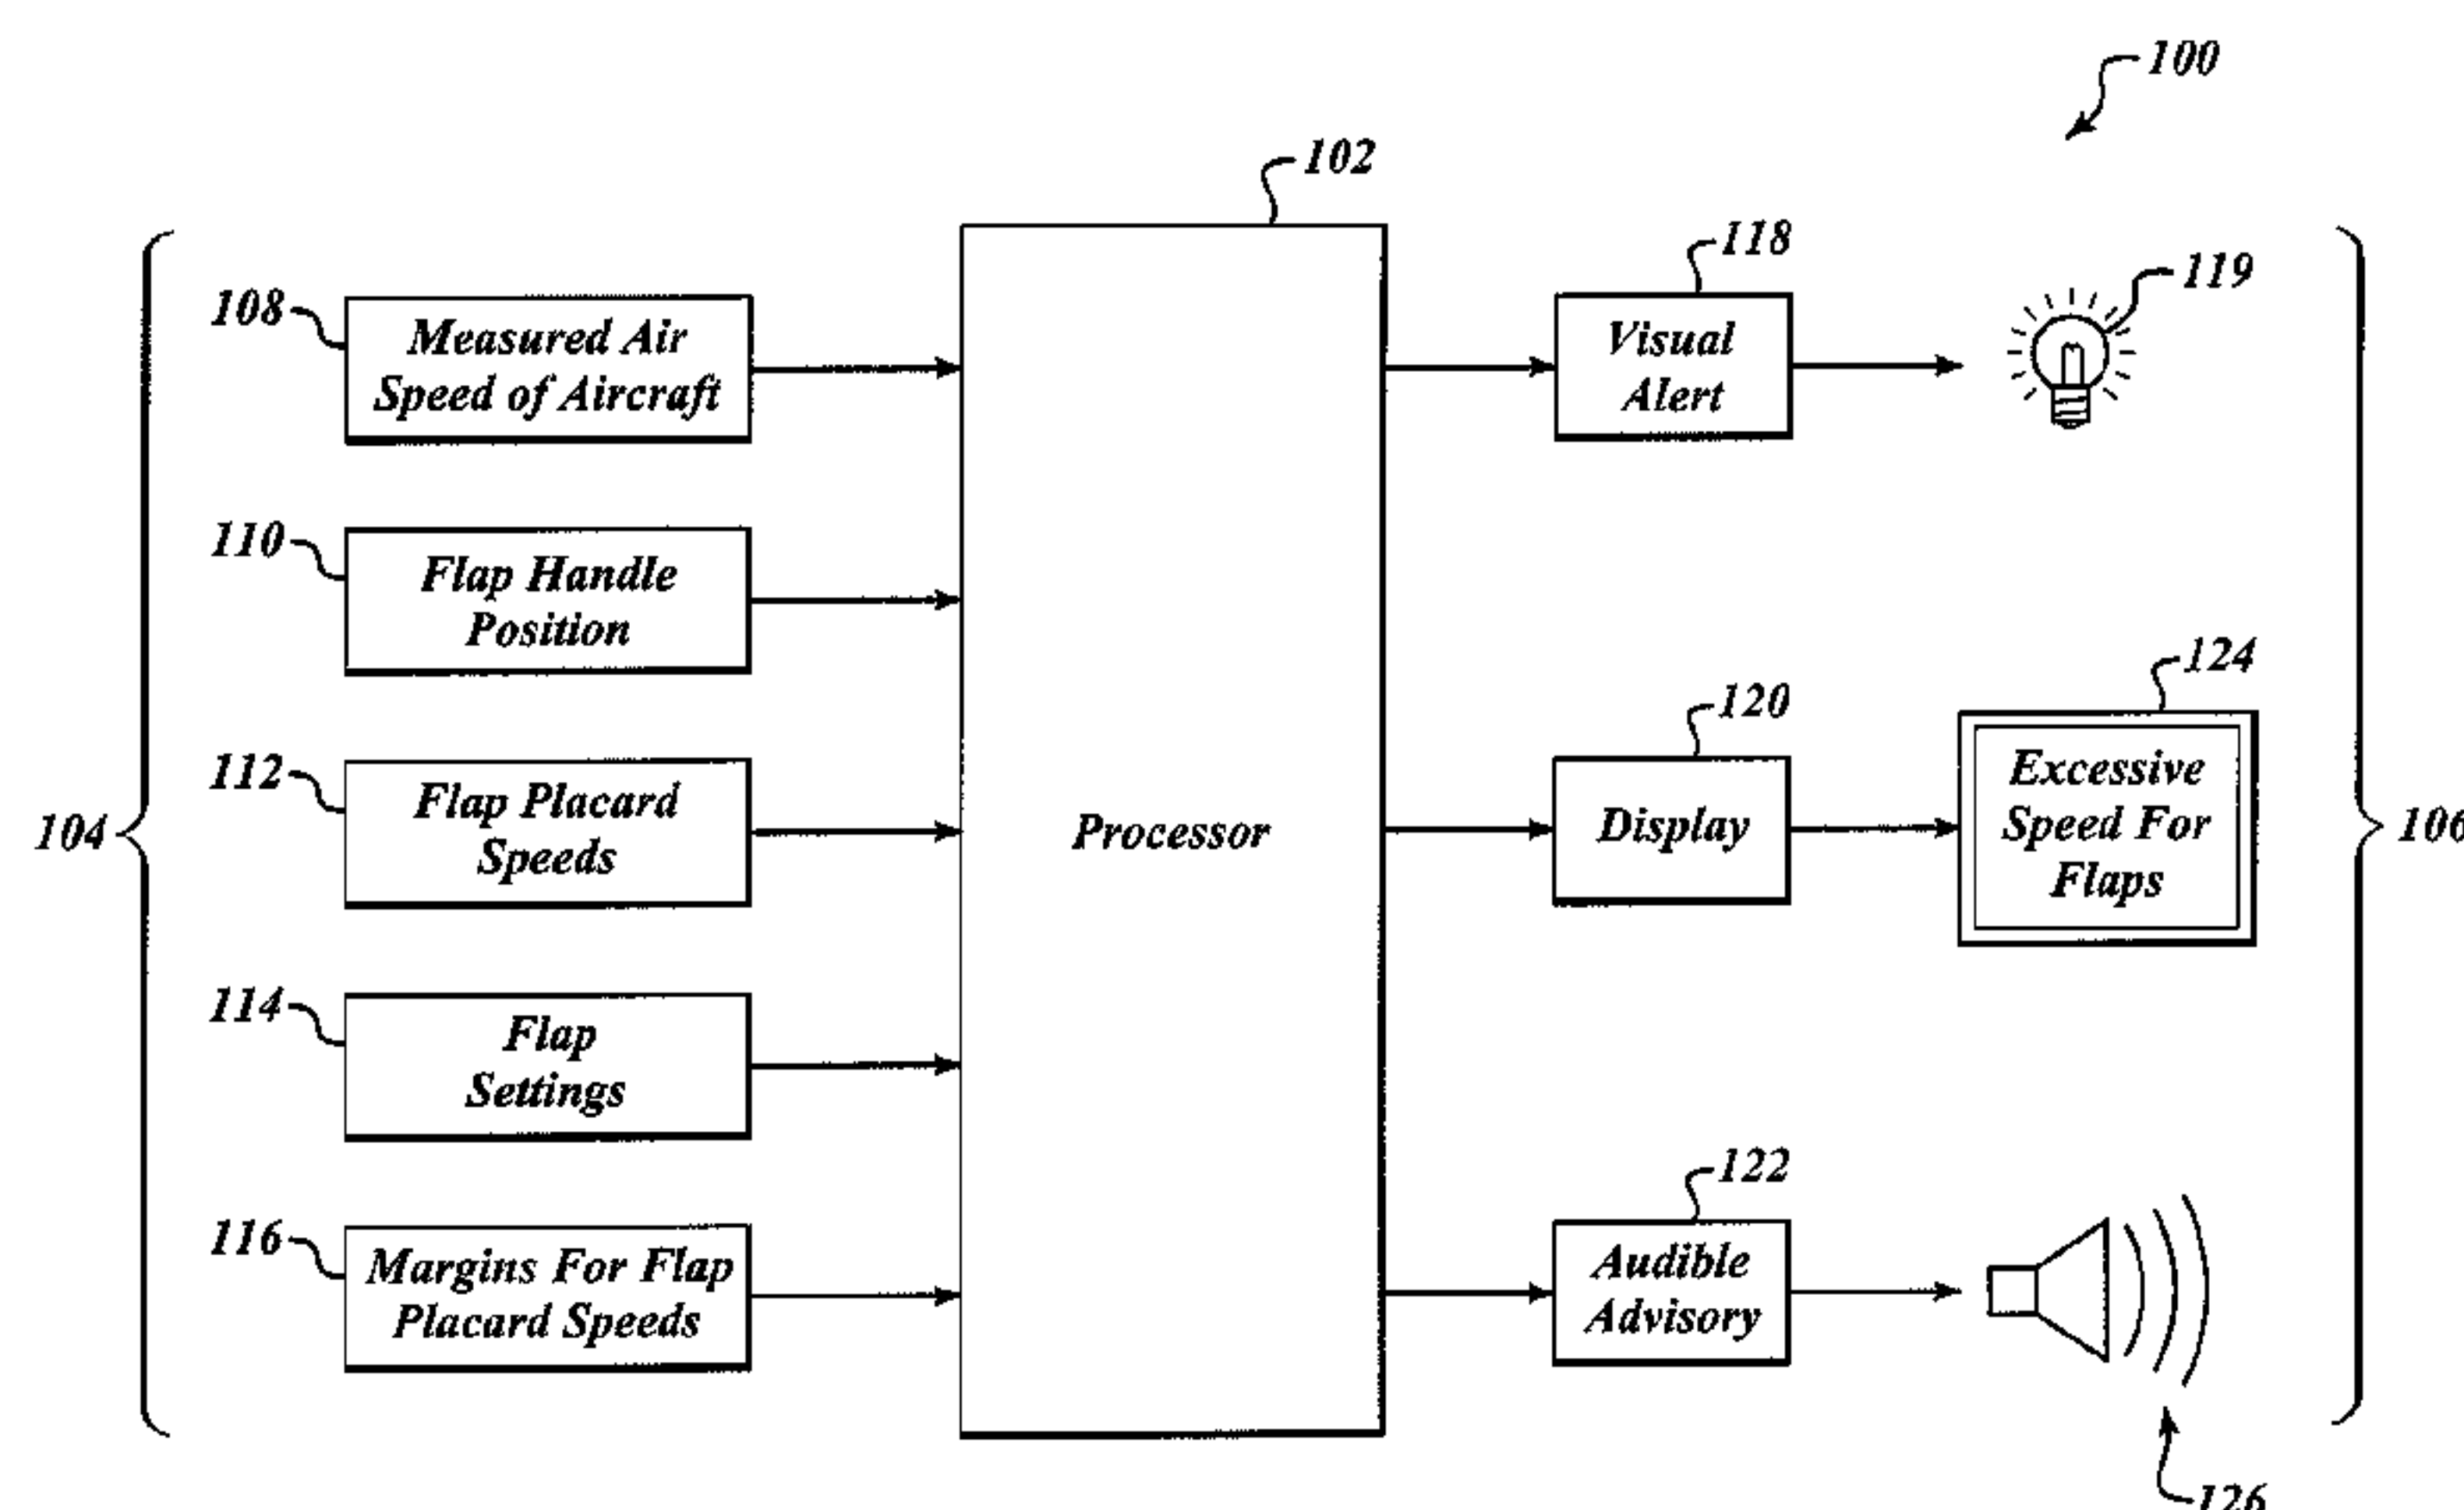 100
102
118
119
108
Measured Air
Speed of Aircraft
Visual
Alert
110
Flap Handle
Position
124
120
112
Flap Placard
Speeds
104
Processor
Display
Excessive
Speed For
Flaps
106
114
Flap
Settings
122
116
Margins For Flap
Placard Speeds
Audible
Advisory
126